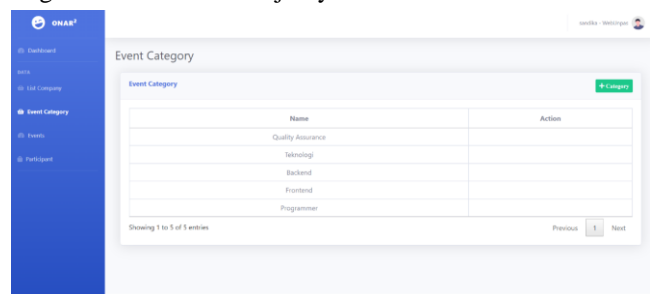 ONAR²
Dashboard
DATA
List Company
Event Category
Events
Participant
Event Category
Event Category
+ Category
Name Action
Quality Assurance
Teknologi
Backend
Frontend
Programmer
Showing 1 to 5 of 5 entries
Previous 1 Next